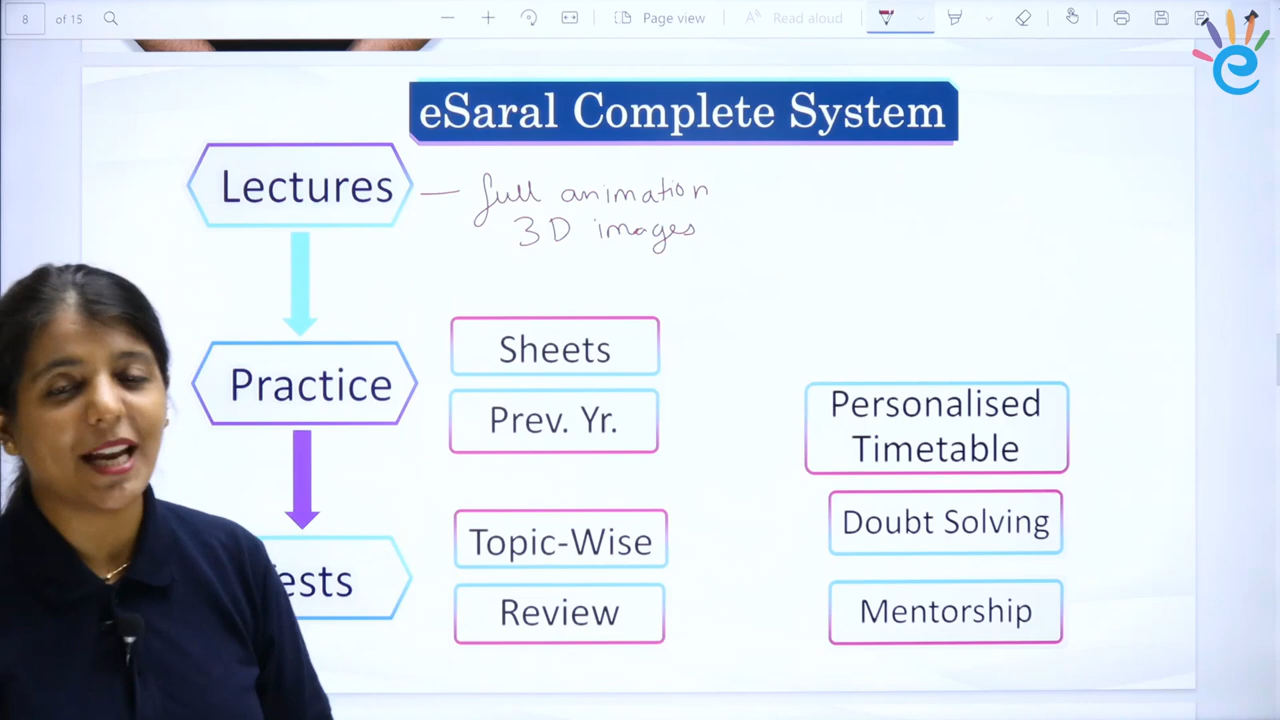 8 of 15
Page view
Read aloud
eSaral Complete System
Lectures — full animation
3D images
Practice
Sheets
Prev. Yr.
ests
Topic-Wise
Review
Personalised
Timetable
Doubt Solving
Mentorship
e